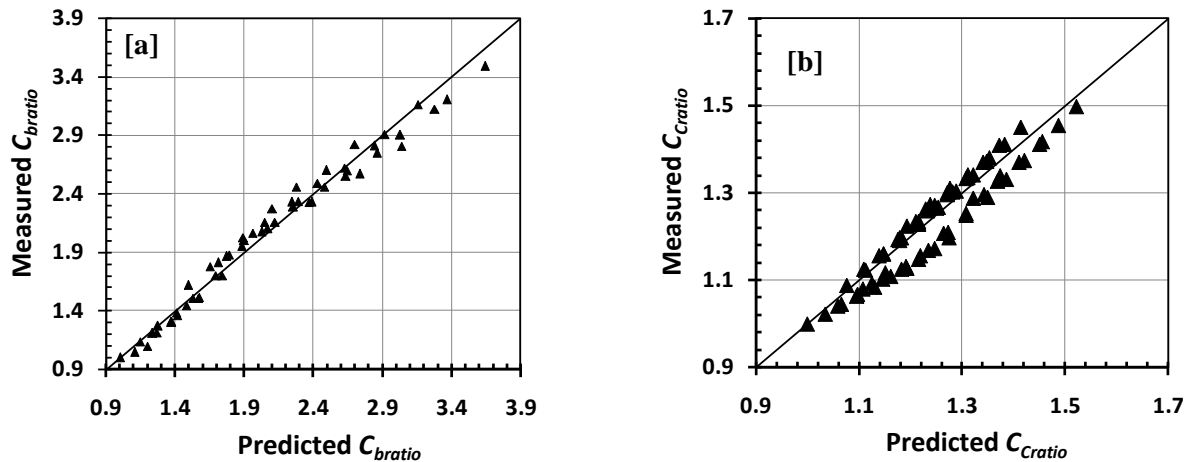 [a]
Measured C_bratio
3.9
3.4
2.9
2.4
1.9
1.4
0.9
0.9 1.4 1.9 2.4 2.9 3.4 3.9
Predicted C_bratio
[b]
Measured C_Cratio
1.7
1.5
1.3
1.1
0.9
0.9 1.1 1.3 1.5 1.7
Predicted C_Cratio